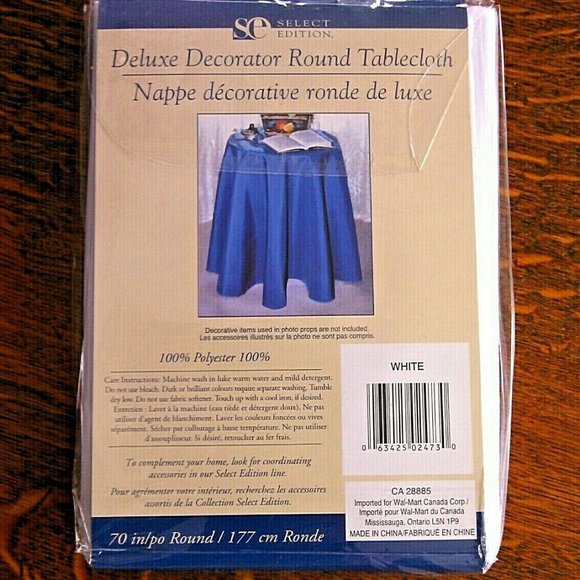 se SELECT
EDITION.
Deluxe Decorator Round Tablecloth
Nappe décorative ronde de luxe
Decorative items used in photo props are not included.
Les accessoires illustrés sur la photo ne sont pas compris.
100% Polyester 100%
Care Instructions: Machine wash in luke warm water and mild detergent.
Do not use bleach. Dark or brilliant colours require separate washing. Tumble
dry low. Do not use fabric softener. Touch up with a cool iron, if desired.
Entretien : Laver à la machine (eau tiède et détergent doux). Ne pas
utiliser d'agent de blanchiment. Laver les couleurs foncées ou vives
séparément. Sécher par culbutage à basse température. Ne pas utiliser
d'assouplisseur. Si désiré, retoucher au fer frais.
To complement your home, look for coordinating
accessories in our Select Edition line.
Pour agrémenter votre intérieur, recherchez les accessoires
assortis de la Collection Select Edition.
70 in/po Round / 177 cm Ronde
WHITE
0 63425 02473 0
CA 28885
Imported for Wal-Mart Canada Corp./
Importé pour Wal-Mart du Canada
Mississauga, Ontario L5N 1P9
MADE IN CHINA/FABRIQUÉ EN CHINE